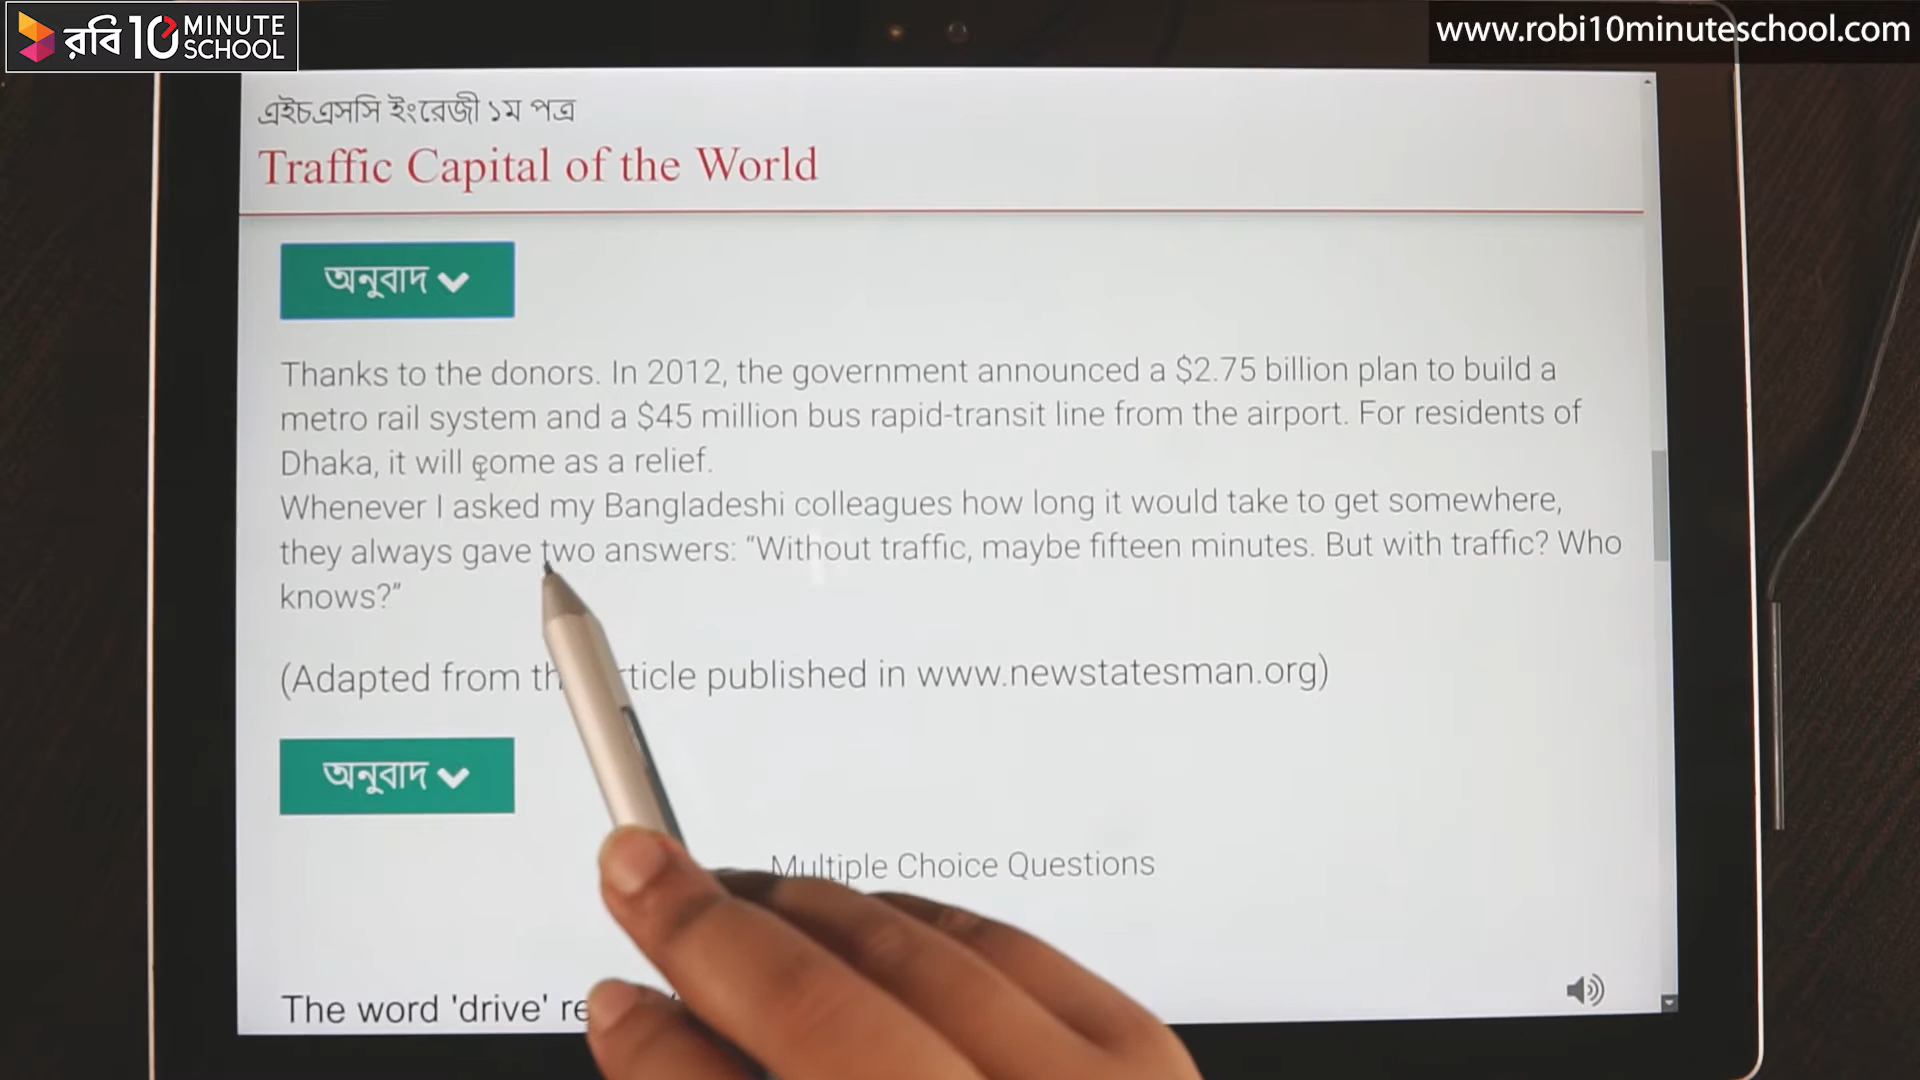 রবি 10 MINUTE SCHOOL
www.robi10minuteschool.com
এইচএসসি ইংরেজী ১ম পত্র
Traffic Capital of the World
অনুবাদ
Thanks to the donors. In 2012, the government announced a $2.75 billion plan to build a
metro rail system and a $45 million bus rapid-transit line from the airport. For residents of
Dhaka, it will come as a relief.
Whenever I asked my Bangladeshi colleagues how long it would take to get somewhere,
they always gave two answers: “Without traffic, maybe fifteen minutes. But with traffic? Who
knows?”
(Adapted from published in www.newstatesman.org)
অনুবাদ
Multiple Choice Questions
The word 'drive'